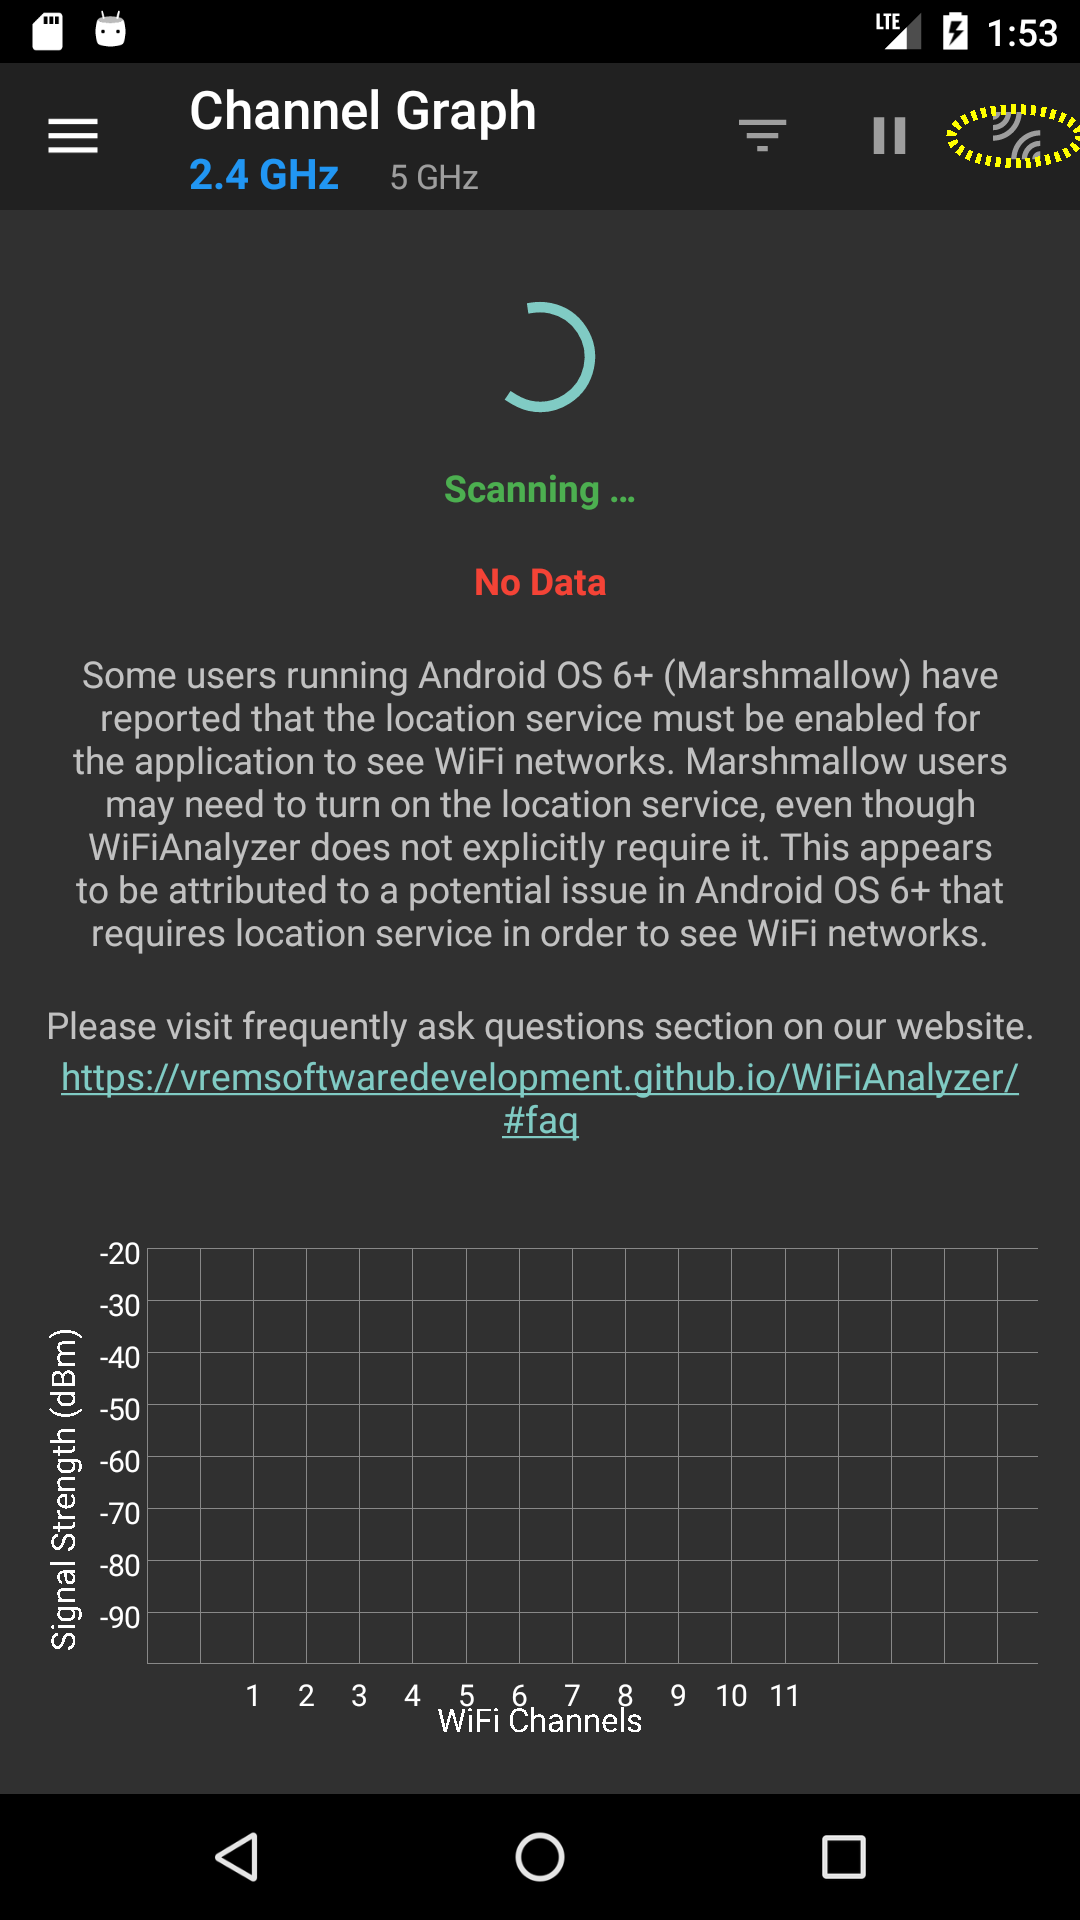 LTE 1:53
Channel Graph
2.4 GHz 5 GHz
Scanning ...
No Data
Some users running Android OS 6+ (Marshmallow) have
reported that the location service must be enabled for
the application to see WiFi networks. Marshmallow users
may need to turn on the location service, even though
WiFiAnalyzer does not explicitly require it. This appears
to be attributed to a potential issue in Android OS 6+ that
requires location service in order to see WiFi networks.
Please visit frequently ask questions section on our website.
https://vremsoftwaredevelopment.github.io/WiFiAnalyzer/
#faq
Signal Strength (dBm)
-20
-30
-40
-50
-60
-70
-80
-90
1 2 3 4 5 6 7 8 9 10 11
WiFi Channels